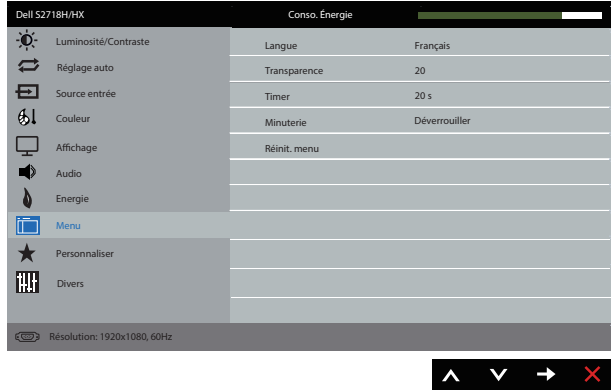 Dell S2718H/HX Conso. Énergie
Luminosité/Contraste
Réglage auto
Source entrée
Couleur
Affichage
Audio
Energie
Menu
Personnaliser
Divers
Langue Français
Transparence 20
Timer 20 s
Minuterie Déverrouiller
Réinit. menu
Résolution: 1920x1080, 60Hz